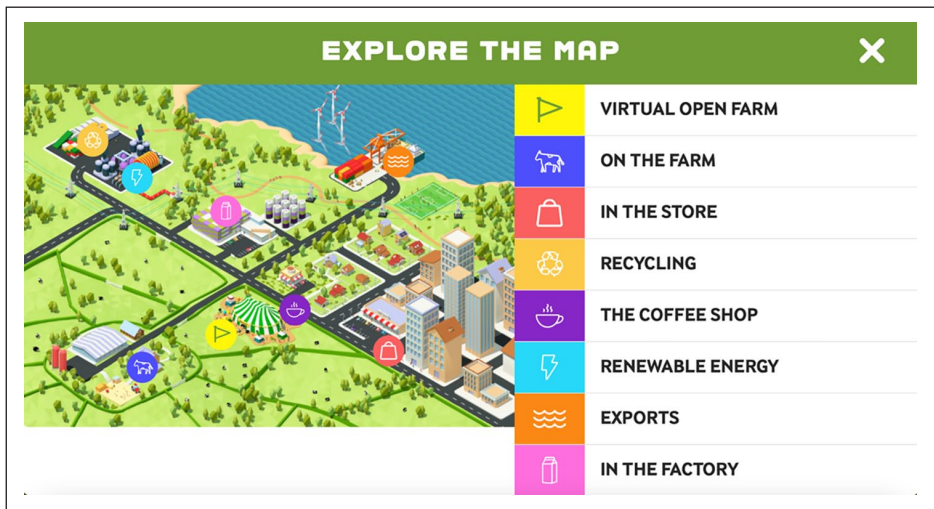 EXPLORE THE MAP
VIRTUAL OPEN FARM
ON THE FARM
IN THE STORE
RECYCLING
THE COFFEE SHOP
RENEWABLE ENERGY
EXPORTS
IN THE FACTORY